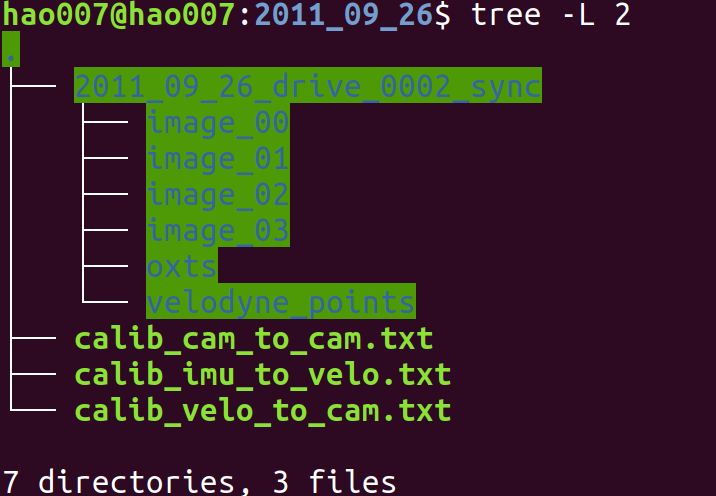 hao007@hao007:2011_09_26$ tree -L 2
.
├── 2011_09_26_drive_0002_sync
│   ├── image_00
│   ├── image_01
│   ├── image_02
│   ├── image_03
│   ├── oxts
│   └── velodyne_points
├── calib_cam_to_cam.txt
├── calib_imu_to_velo.txt
└── calib_velo_to_cam.txt
7 directories, 3 files